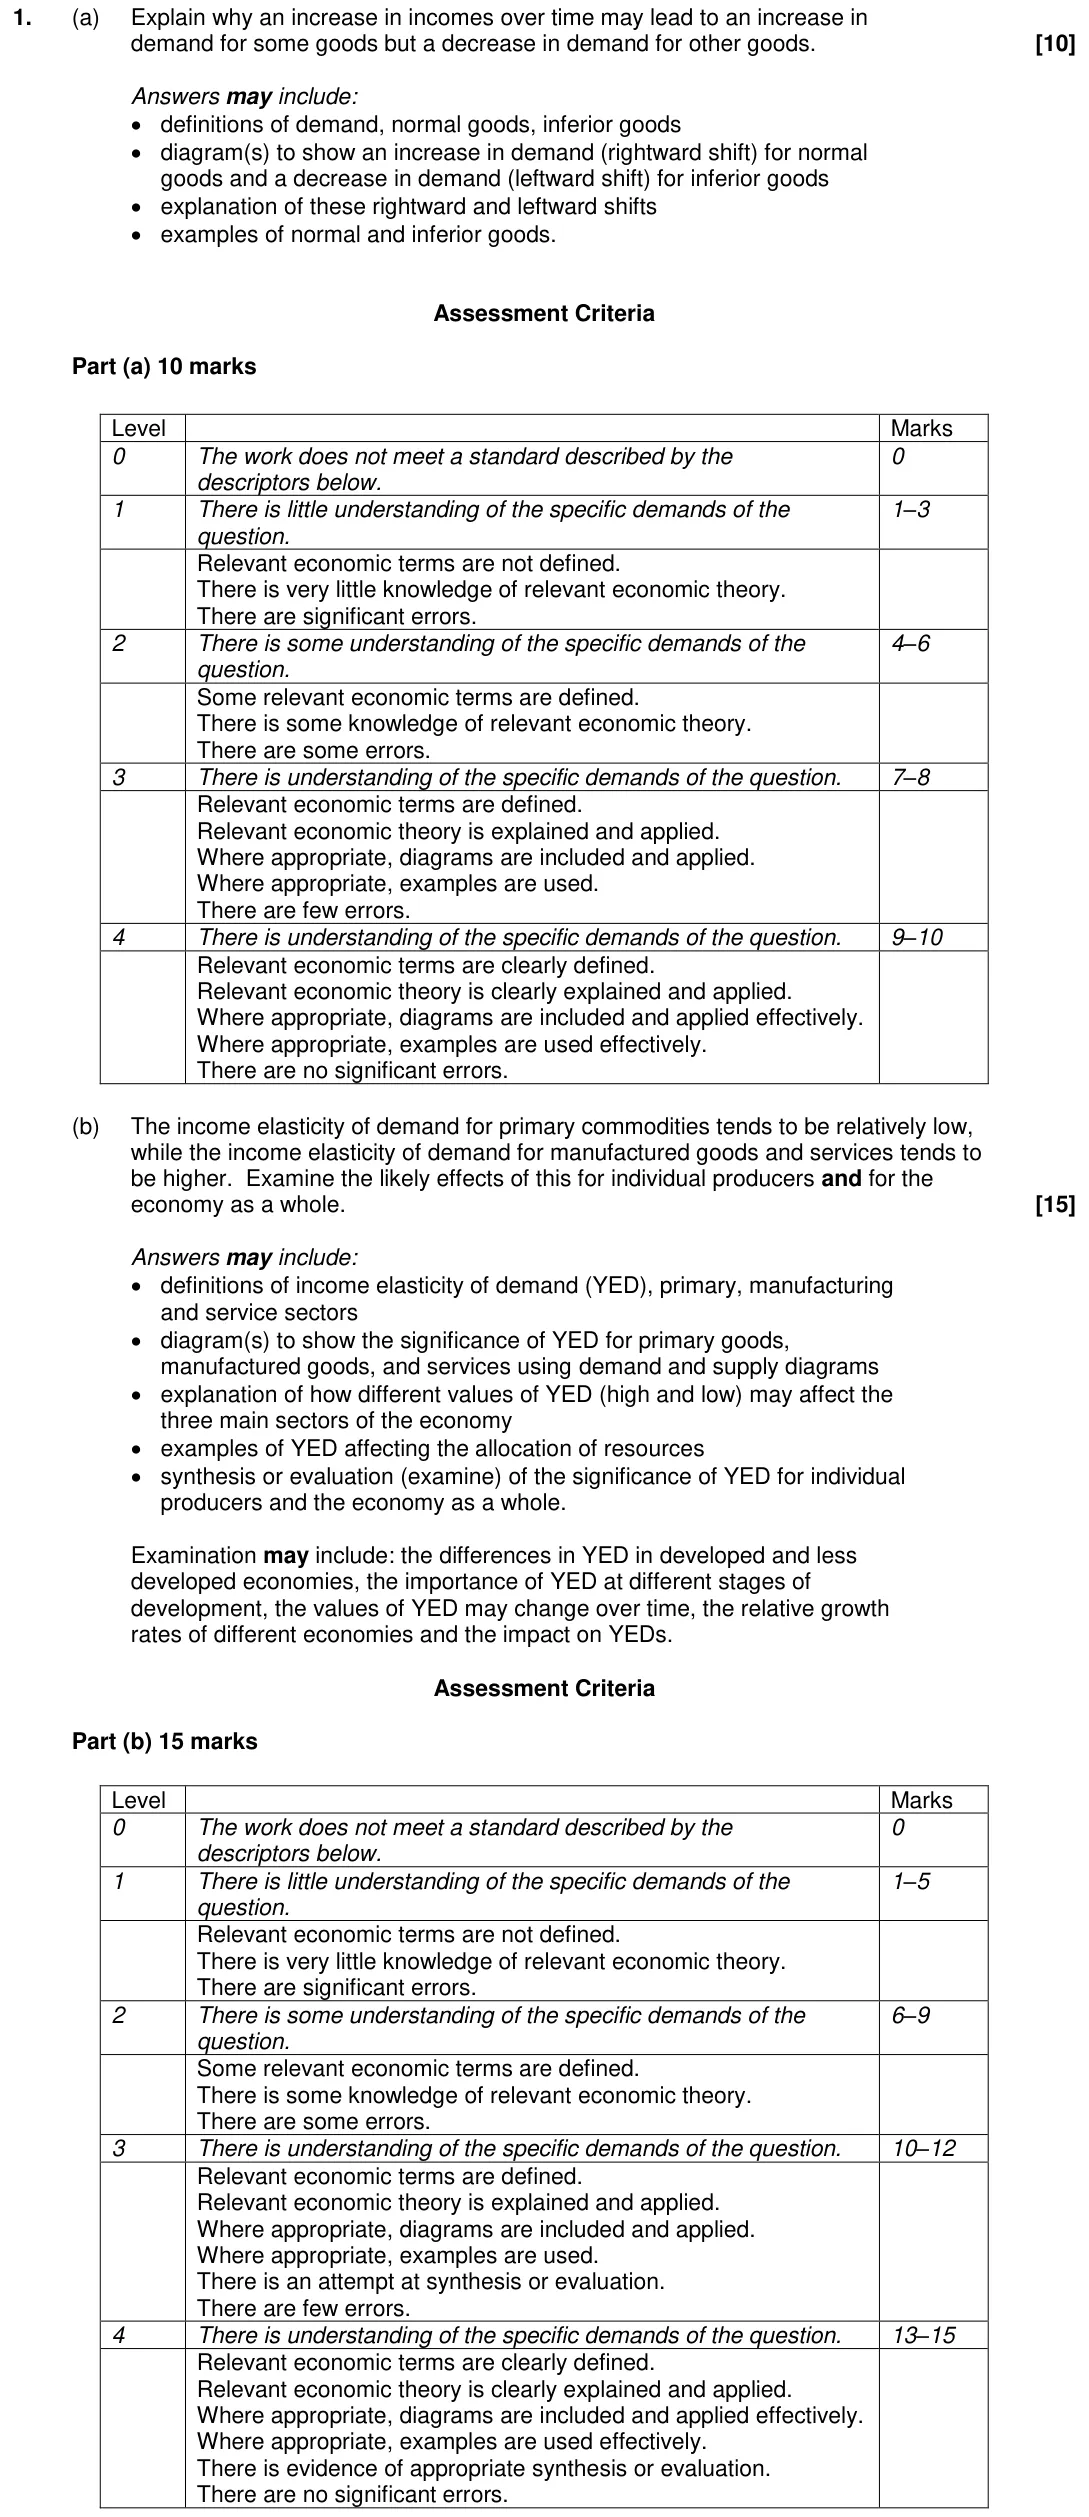 1. (a) Explain why an increase in incomes over time may lead to an increase in
demand for some goods but a decrease in demand for other goods. [10]
Answers may include:
• definitions of demand, normal goods, inferior goods
• diagram(s) to show an increase in demand (rightward shift) for normal
goods and a decrease in demand (leftward shift) for inferior goods
• explanation of these rightward and leftward shifts
• examples of normal and inferior goods.
Assessment Criteria
Part (a) 10 marks
Level Marks
0 The work does not meet a standard described by the 0
descriptors below.
1 There is little understanding of the specific demands of the 1–3
question.
Relevant economic terms are not defined.
There is very little knowledge of relevant economic theory.
There are significant errors.
2 There is some understanding of the specific demands of the 4–6
question.
Some relevant economic terms are defined.
There is some knowledge of relevant economic theory.
There are some errors.
3 There is understanding of the specific demands of the question. 7–8
Relevant economic terms are defined.
Relevant economic theory is explained and applied.
Where appropriate, diagrams are included and applied.
Where appropriate, examples are used.
There are few errors.
4 There is understanding of the specific demands of the question. 9–10
Relevant economic terms are clearly defined.
Relevant economic theory is clearly explained and applied.
Where appropriate, diagrams are included and applied effectively.
Where appropriate, examples are used effectively.
There are no significant errors.
(b) The income elasticity of demand for primary commodities tends to be relatively low,
while the income elasticity of demand for manufactured goods and services tends to
be higher. Examine the likely effects of this for individual producers and for the
economy as a whole. [15]
Answers may include:
• definitions of income elasticity of demand (YED), primary, manufacturing
and service sectors
• diagram(s) to show the significance of YED for primary goods,
manufactured goods, and services using demand and supply diagrams
• explanation of how different values of YED (high and low) may affect the
three main sectors of the economy
• examples of YED affecting the allocation of resources
• synthesis or evaluation (examine) of the significance of YED for individual
producers and the economy as a whole.
Examination may include: the differences in YED in developed and less
developed economies, the importance of YED at different stages of
development, the values of YED may change over time, the relative growth
rates of different economies and the impact on YEDs.
Assessment Criteria
Part (b) 15 marks
Level Marks
0 The work does not meet a standard described by the 0
descriptors below.
1 There is little understanding of the specific demands of the 1–5
question.
Relevant economic terms are not defined.
There is very little knowledge of relevant economic theory.
There are significant errors.
2 There is some understanding of the specific demands of the 6–9
question.
Some relevant economic terms are defined.
There is some knowledge of relevant economic theory.
There are some errors.
3 There is understanding of the specific demands of the question. 10–12
Relevant economic terms are defined.
Relevant economic theory is explained and applied.
Where appropriate, diagrams are included and applied.
Where appropriate, examples are used.
There is an attempt at synthesis or evaluation.
There are few errors.
4 There is understanding of the specific demands of the question. 13–15
Relevant economic terms are clearly defined.
Relevant economic theory is clearly explained and applied.
Where appropriate, diagrams are included and applied effectively.
Where appropriate, examples are used effectively.
There is evidence of appropriate synthesis or evaluation.
There are no significant errors.